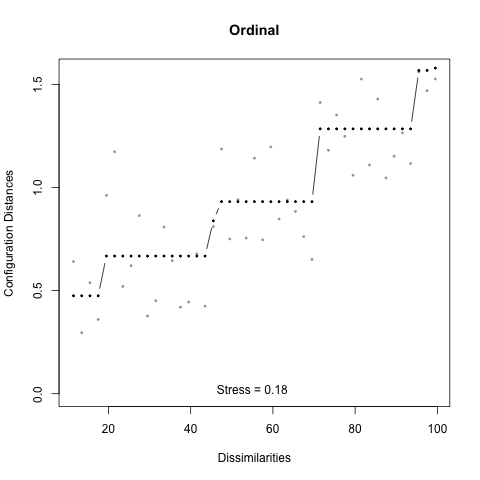 Ordinal
Configuration Distances
1.5
1.0
0.5
0.0
Stress = 0.18
20 40 60 80 100
Dissimilarities